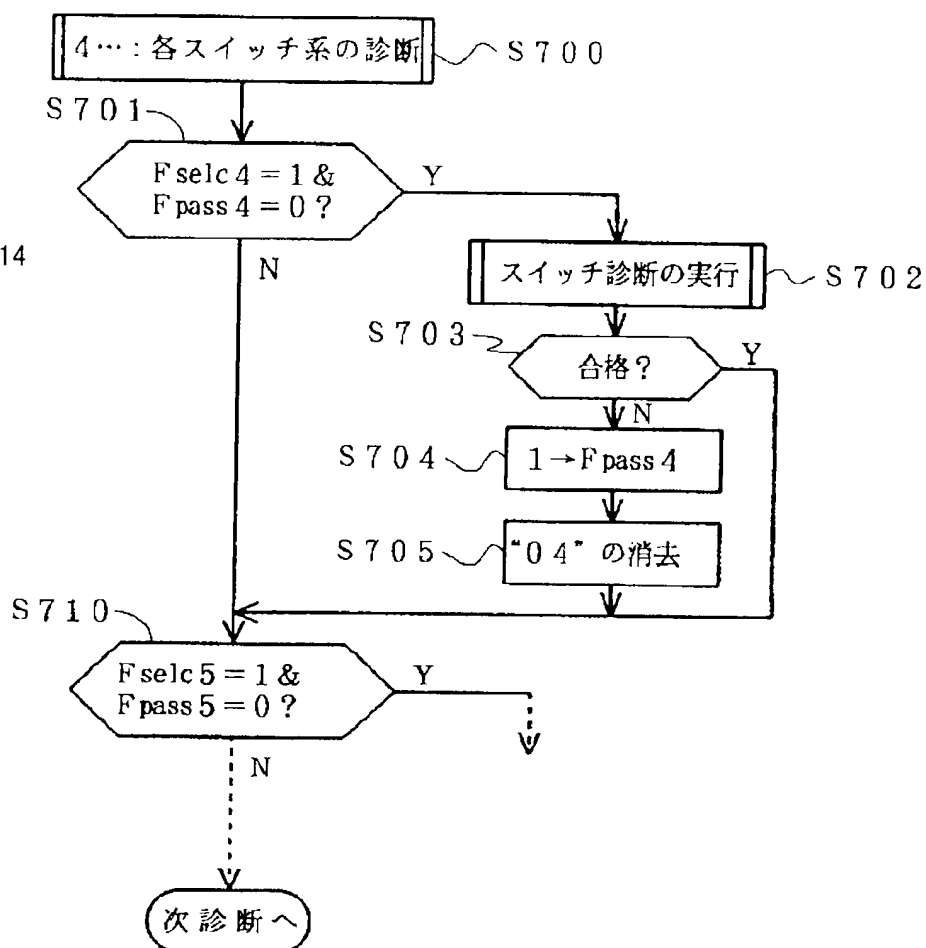 4…:各スイッチ系の診断
S700
S701
Fselc4=1&
Fpass4=0?
Y
N
14
スイッチ診断の実行
S702
S703
合格?
Y
N
S704
1→Fpass4
S705
"04"の消去
S710
Fselc5=1&
Fpass5=0?
Y
N
次診断へ